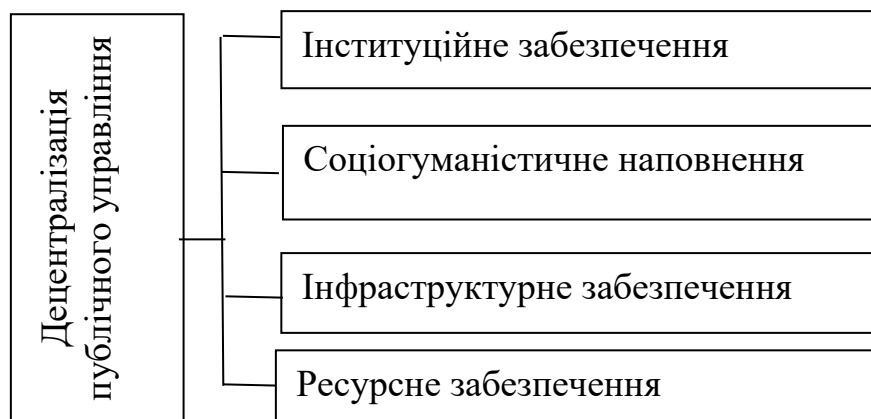 Децентралізація
публічного управління
Інституційне забезпечення
Соціогуманістичне наповнення
Інфраструктурне забезпечення
Ресурсне забезпечення